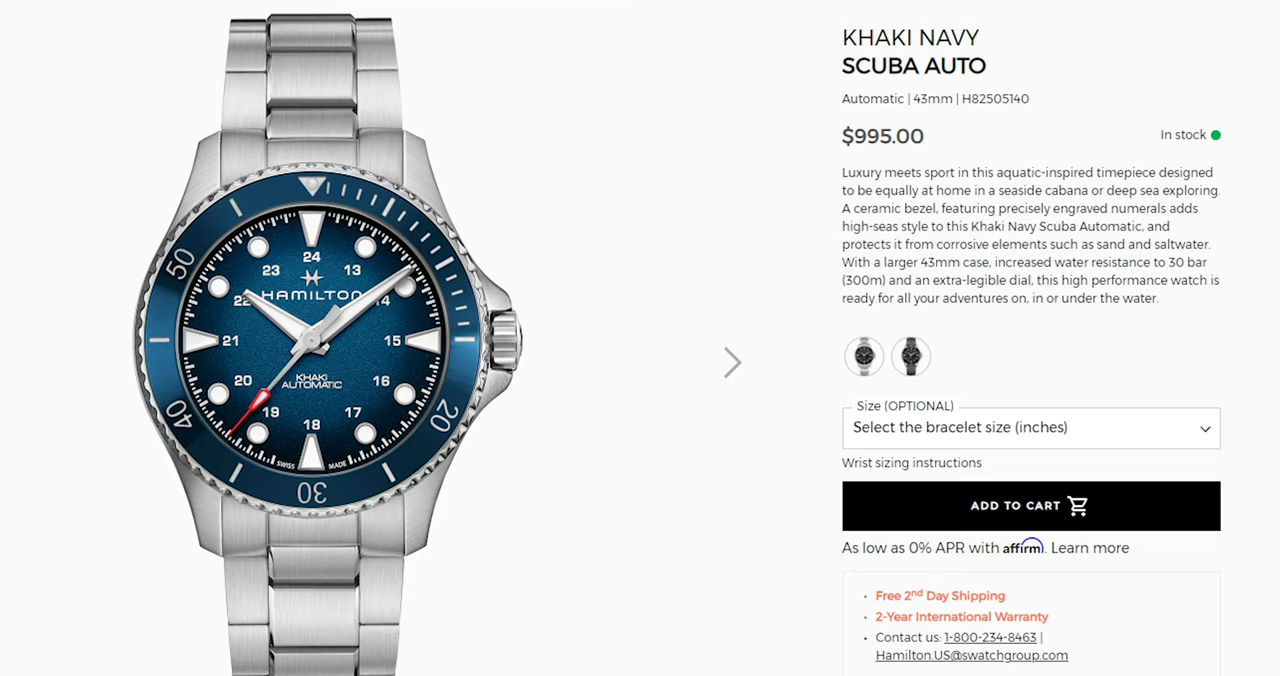 KHAKI NAVY
SCUBA AUTO
Automatic | 43mm | H82505140
$995.00
In stock
Luxury meets sport in this aquatic-inspired timepiece designed
to be equally at home in a seaside cabana or deep sea exploring.
A ceramic bezel, featuring precisely engraved numerals adds
high-seas style to this Khaki Navy Scuba Automatic, and
protects it from corrosive elements such as sand and saltwater.
With a larger 43mm case, increased water resistance to 30 bar
(300m) and an extra-legible dial, this high performance watch is
ready for all your adventures on, in or under the water.
Size (OPTIONAL)
Select the bracelet size (inches)
Wrist sizing instructions
ADD TO CART
As low as 0% APR with affirm. Learn more
• Free 2nd Day Shipping
• 2-Year International Warranty
• Contact us: 1-800-234-8463 |
Hamilton.US@swatchgroup.com
50
24
23
13
HAMILTON
22
14
21
15
KHAKI
AUTOMATIC
20
16
19
17
18
40
20
SWISS MADE
30